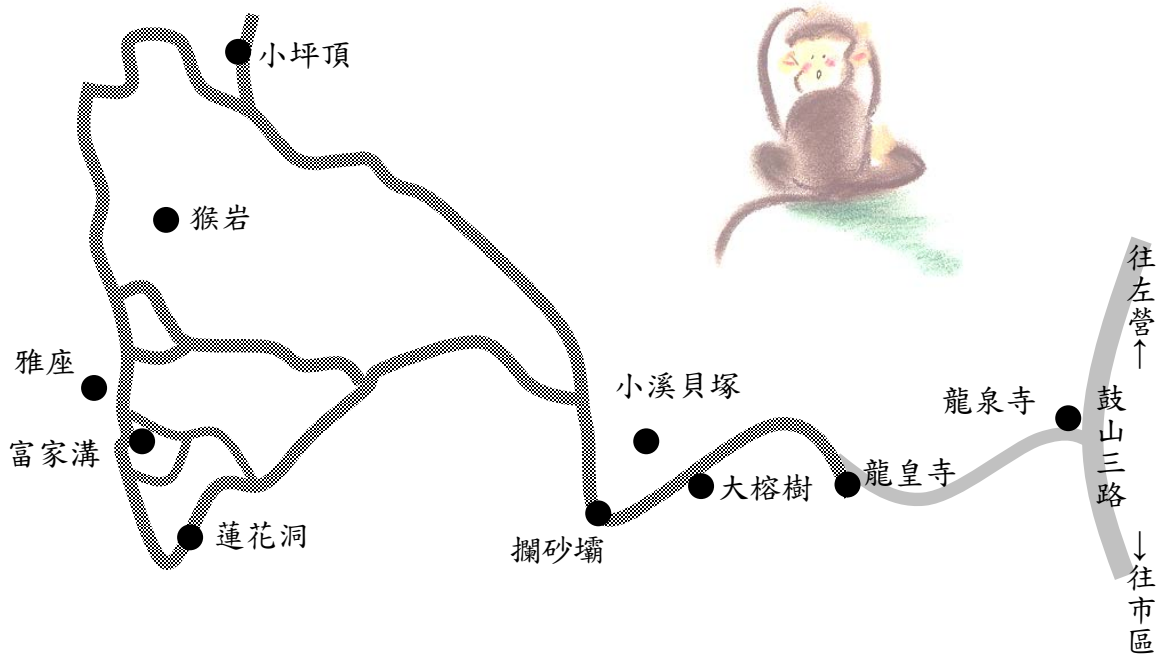 小坪頂
猴岩
雅座
富家溝
蓮花洞
小溪貝塚
攔砂壩
大榕樹
龍皇寺
龍泉寺
往左營↑
鼓山三路
↓往市區